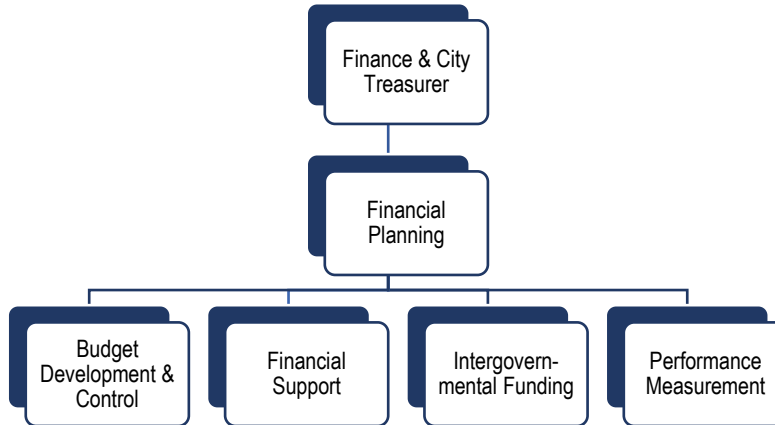 Finance & City
Treasurer
Financial
Planning
Budget
Development &
Control
Financial
Support
Intergovern-
mental Funding
Performance
Measurement